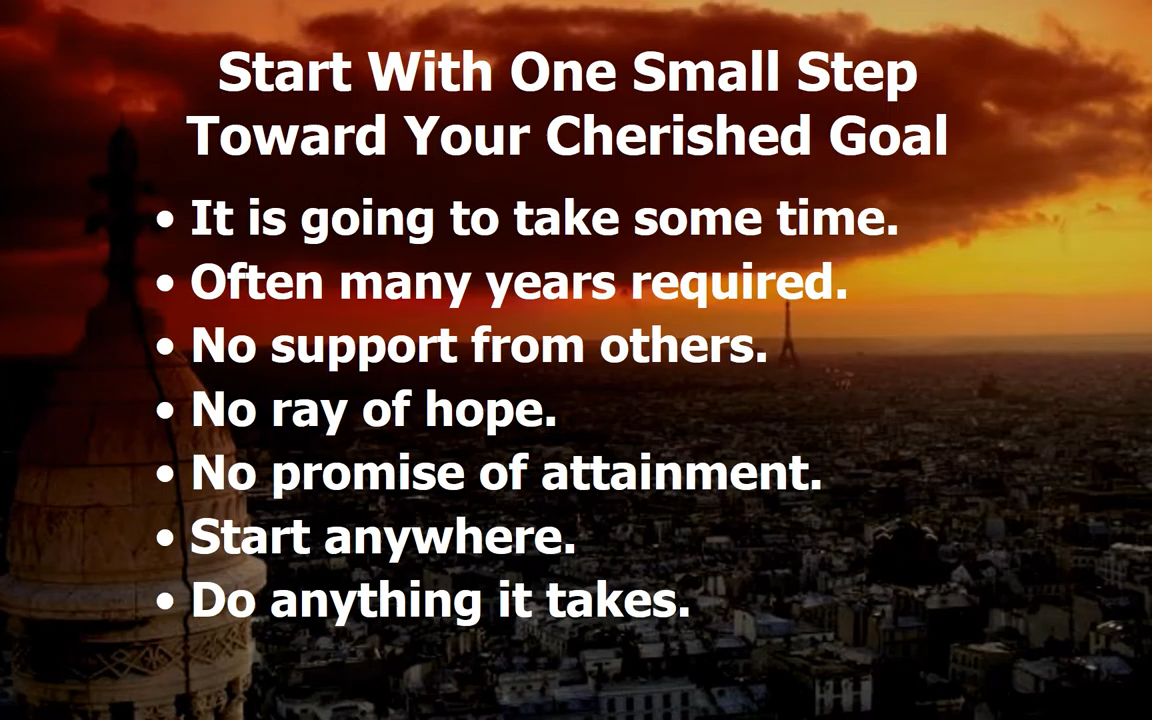 Start With One Small Step
Toward Your Cherished Goal
• It is going to take some time.
• Often many years required.
• No support from others.
• No ray of hope.
• No promise of attainment.
• Start anywhere.
• Do anything it takes.